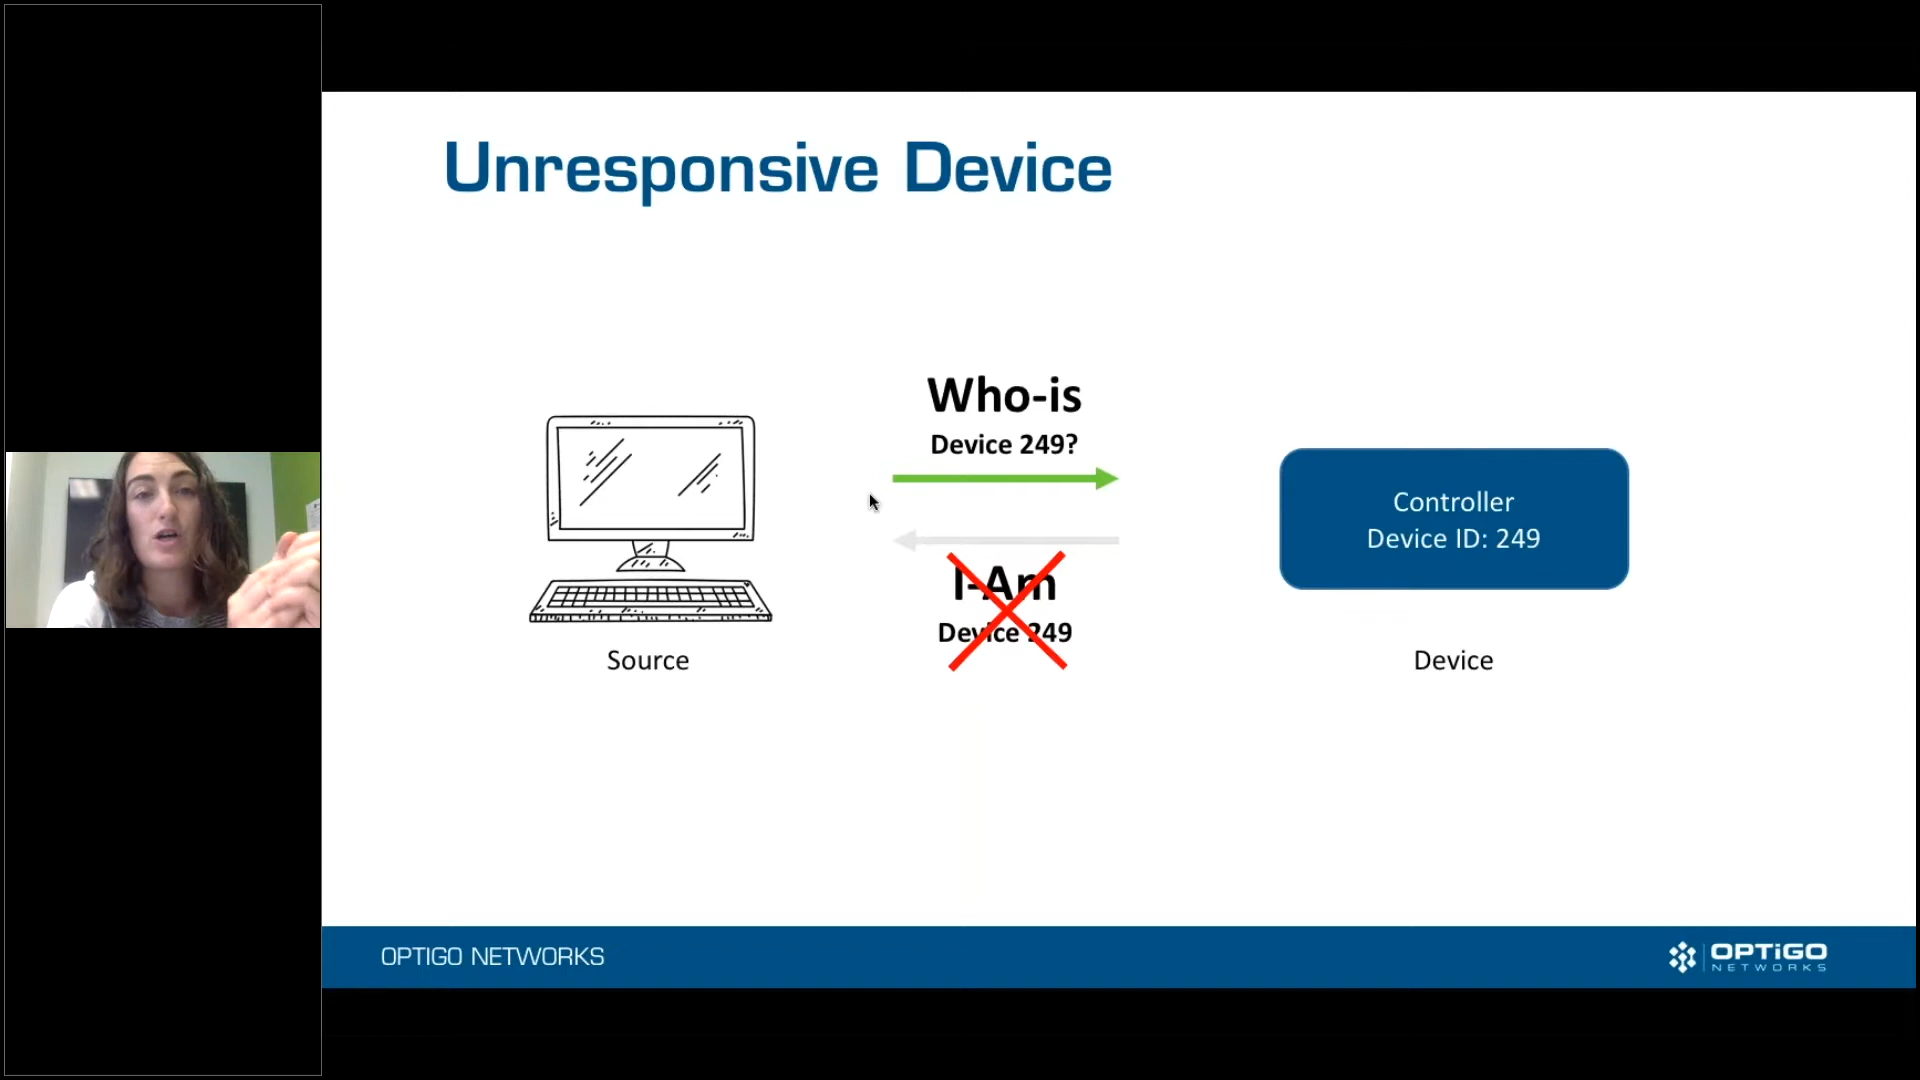 Unresponsive Device
Who-is
Device 249?
I-Am
Device 249
Source
Controller
Device ID: 249
Device
OPTIGO NETWORKS
OPTiGO
NETWORKS